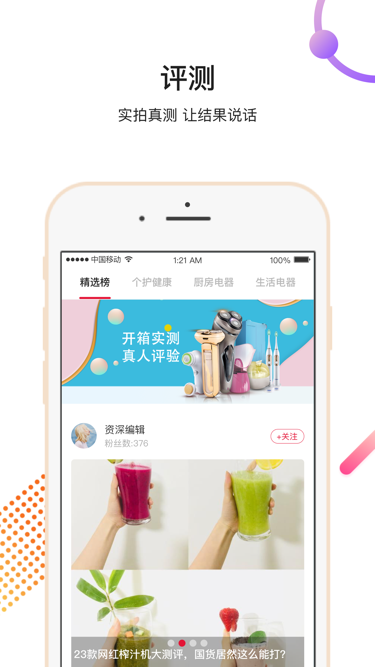 评测
实拍真测 让结果说话
中国移动 1:21 AM 100%
精选榜 个护健康 厨房电器 生活电器
开箱实测
真人评验
资深编辑
粉丝数:376
+关注
23款网红榨汁机大测评，国货居然这么能打？